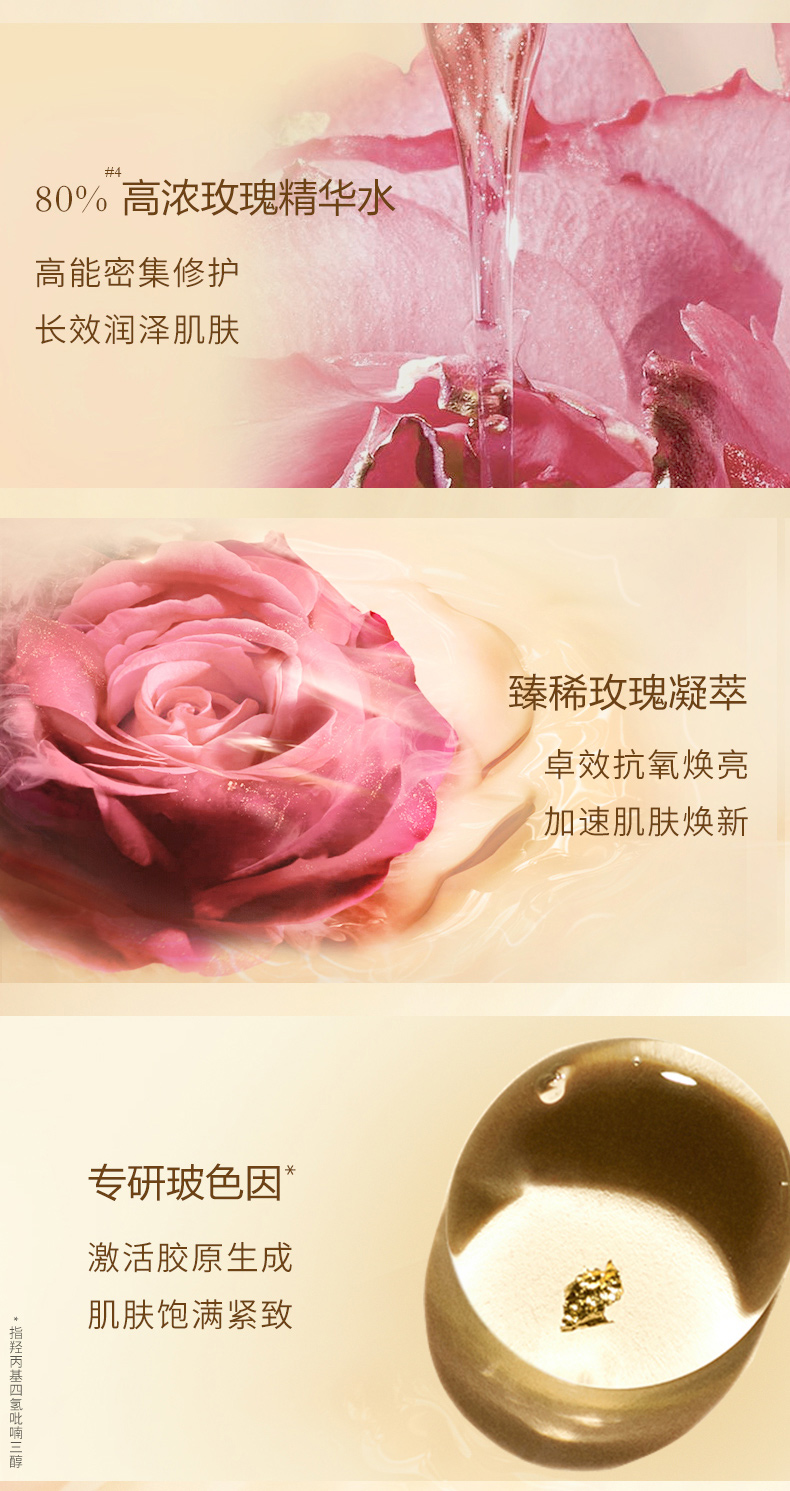 80%#4高浓玫瑰精华水
高能密集修护
长效润泽肌肤
臻稀玫瑰凝萃
卓效抗氧焕亮
加速肌肤焕新
专研玻色因*
激活胶原生成
肌肤饱满紧致
*指羟丙基四氢吡喃三醇